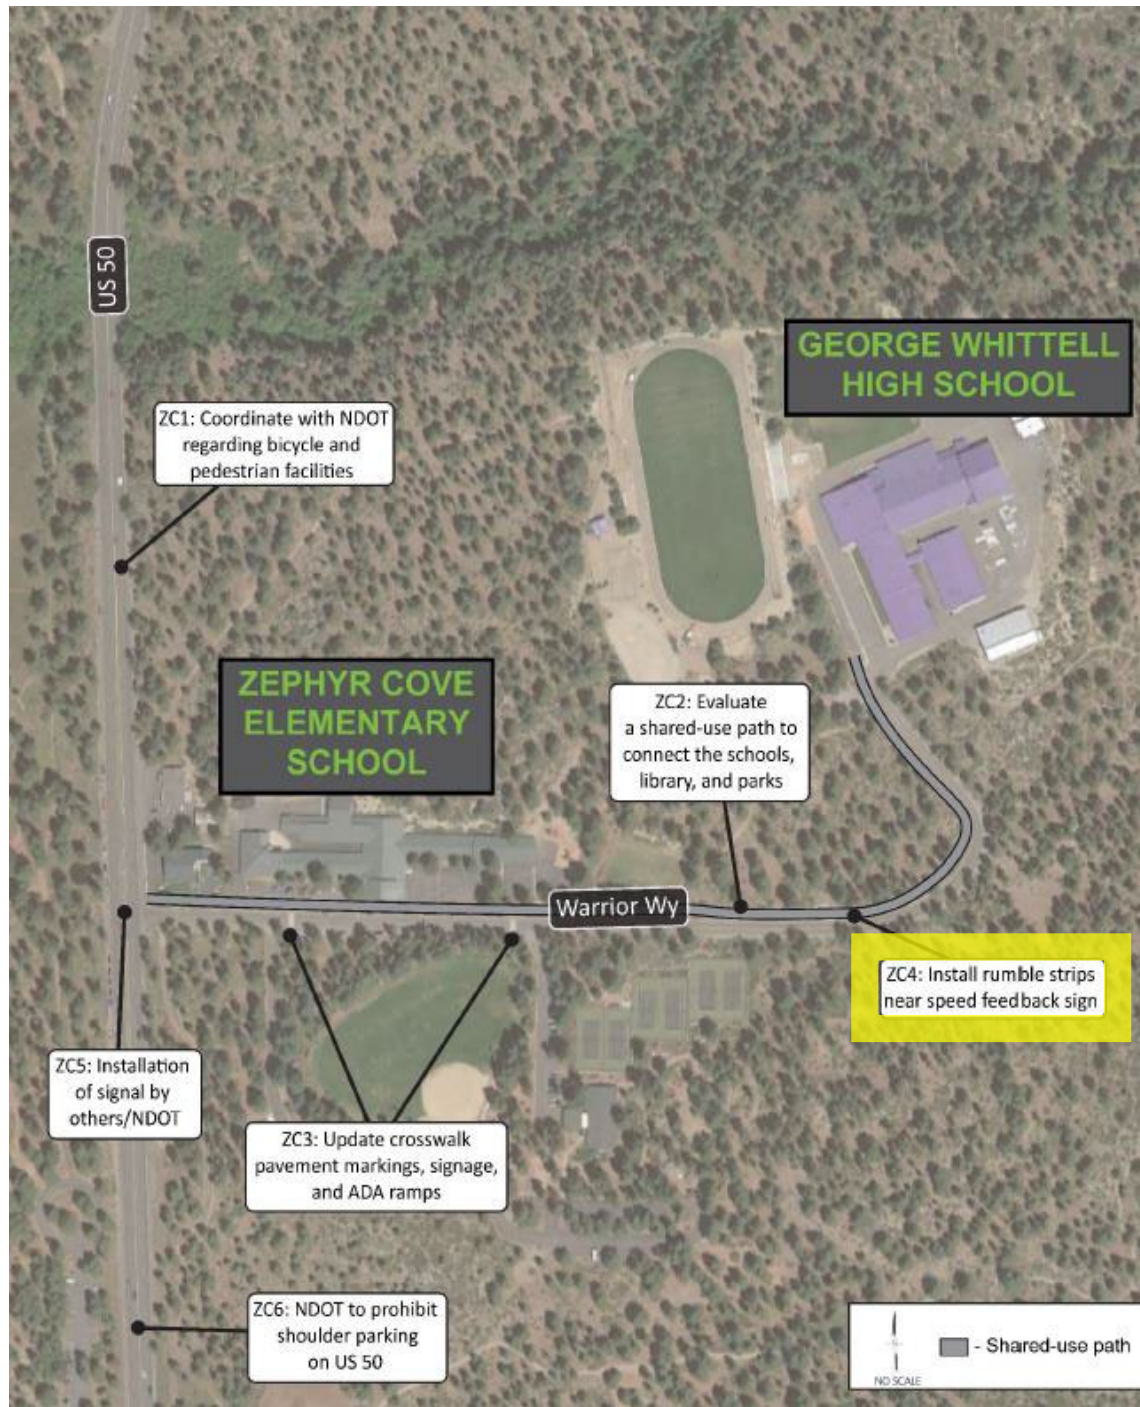 US 50
GEORGE WHITTELL
HIGH SCHOOL
ZC1: Coordinate with NDOT
regarding bicycle and
pedestrian facilities
ZEPHYR COVE
ELEMENTARY
SCHOOL
ZC2: Evaluate
a shared-use path to
connect the schools,
library, and parks
Warrior Wy
ZC4: Install rumble strips
near speed feedback sign
ZC5: Installation
of signal by
others/NDOT
ZC3: Update crosswalk
pavement markings, signage,
and ADA ramps
ZC6: NDOT to prohibit
shoulder parking
on US 50
- Shared-use path
NO SCALE